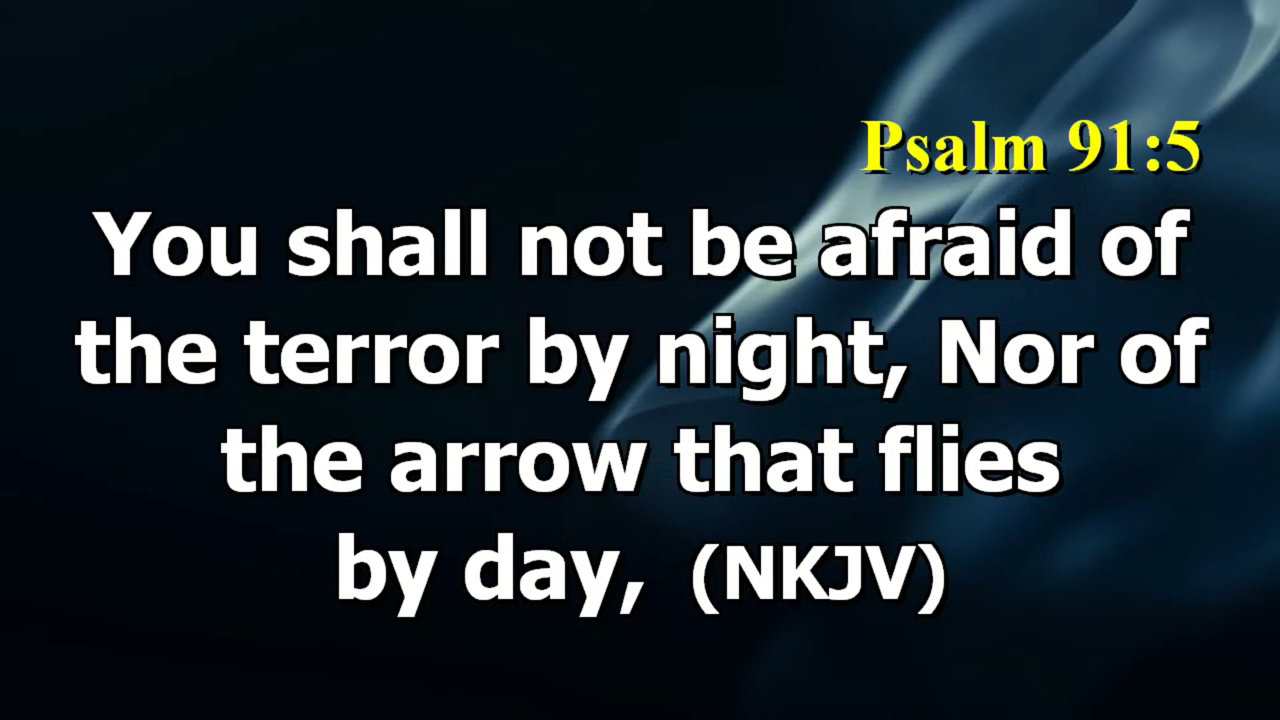 Psalm 91:5
You shall not be afraid of
the terror by night, Nor of
the arrow that flies
by day, (NKJV)